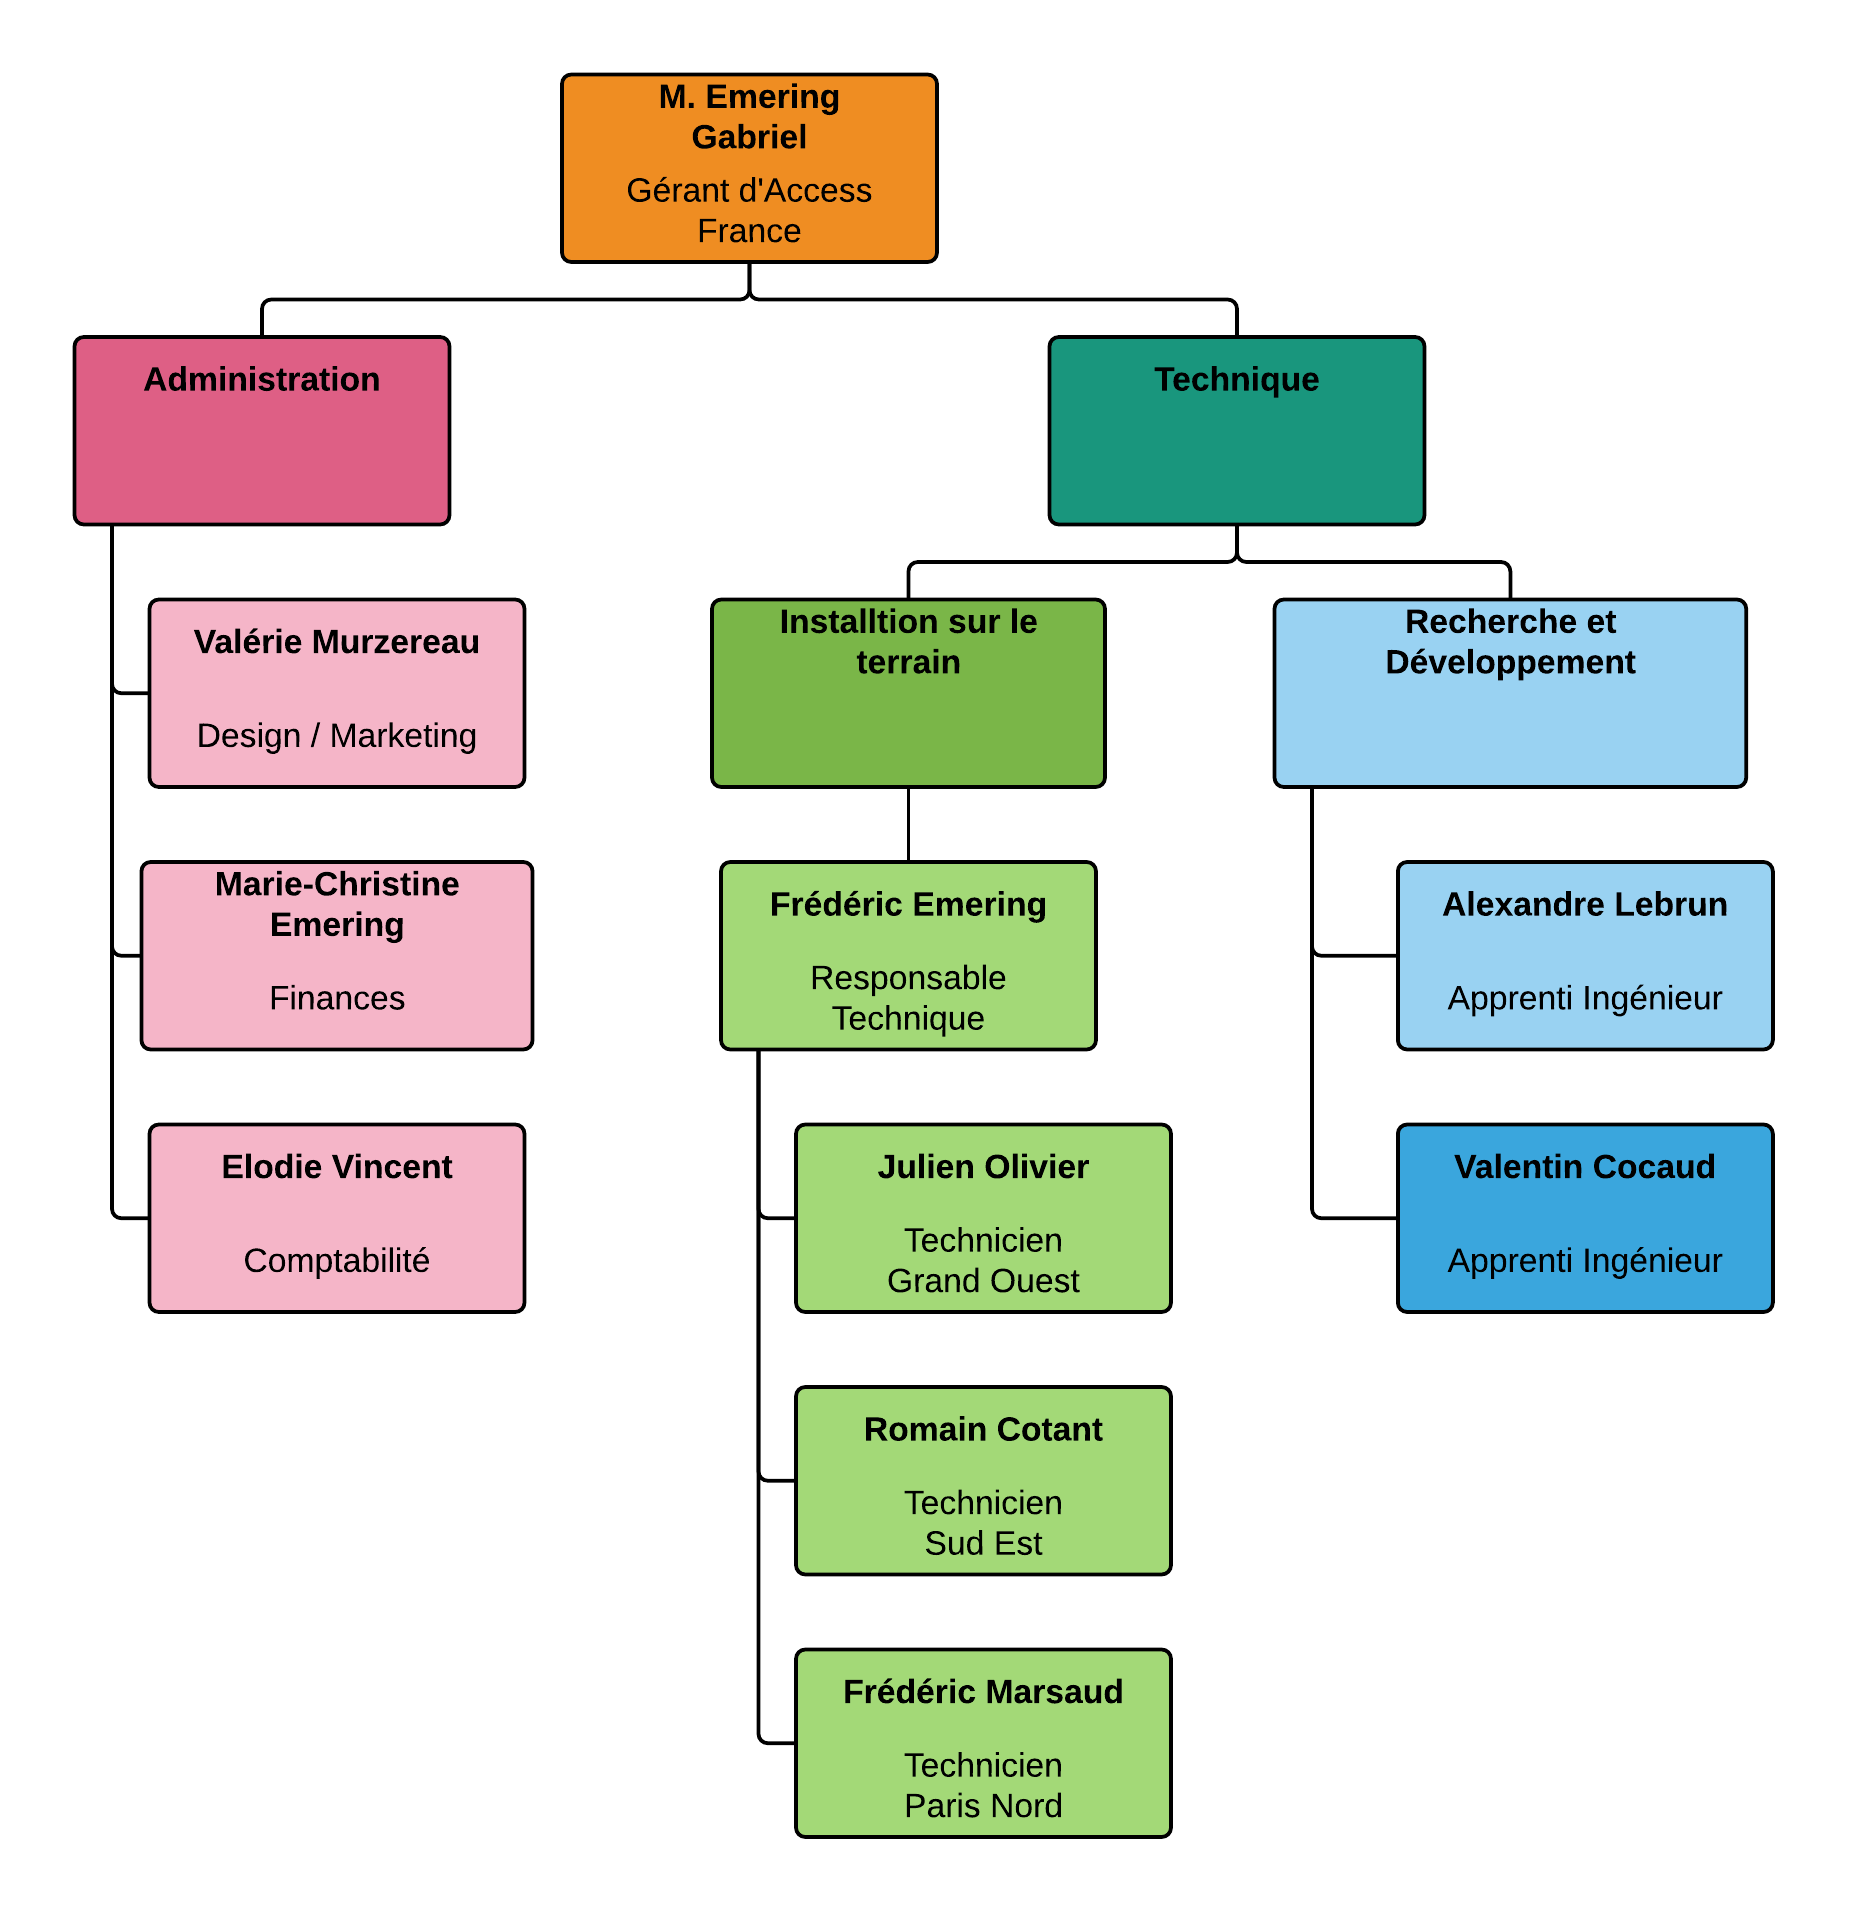 M. Emering
Gabriel
Gérant d'Access
France
Administration
Technique
Valérie Murzereau
Design / Marketing
Installtion sur le
terrain
Recherche et
Développement
Marie-Christine
Emering
Finances
Frédéric Emering
Responsable
Technique
Alexandre Lebrun
Apprenti Ingénieur
Elodie Vincent
Comptabilité
Julien Olivier
Technicien
Grand Ouest
Valentin Cocaud
Apprenti Ingénieur
Romain Cotant
Technicien
Sud Est
Frédéric Marsaud
Technicien
Paris Nord